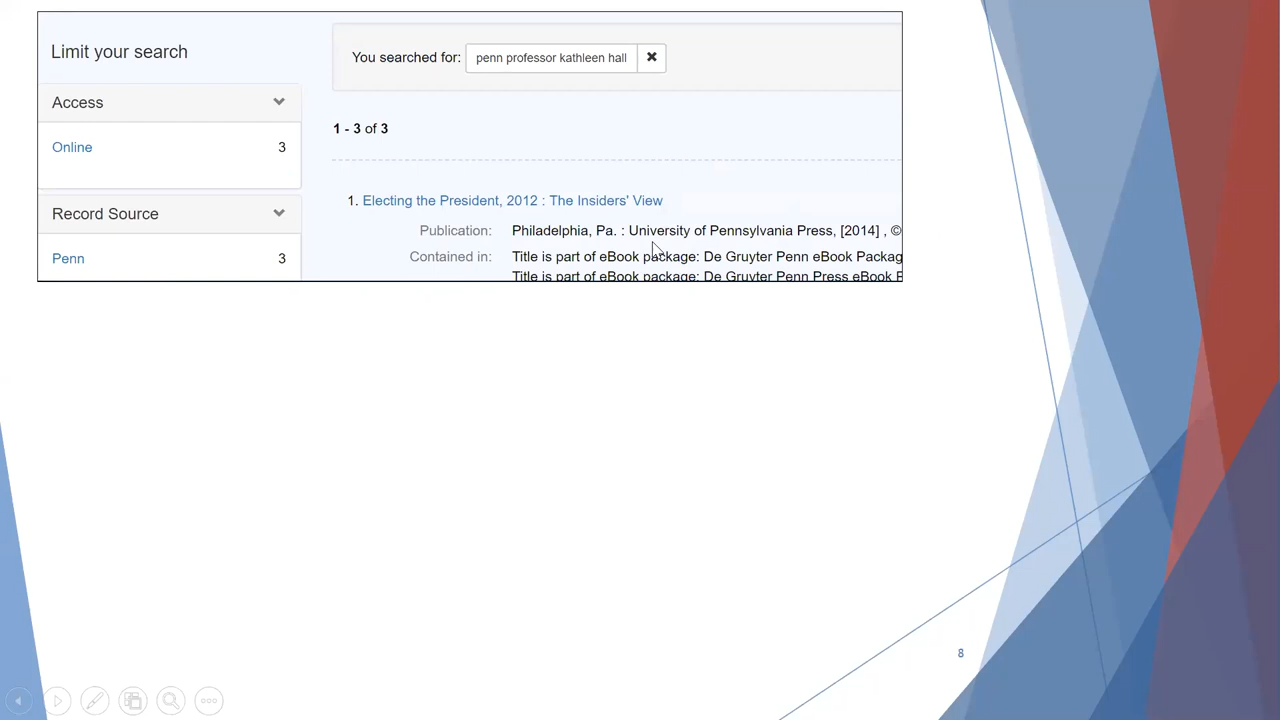 Limit your search
You searched for: penn professor kathleen hall ✖
Access
Online 3
Record Source
Penn 3
1 - 3 of 3
1. Electing the President, 2012 : The Insiders' View
Publication: Philadelphia, Pa. : University of Pennsylvania Press, [2014] , ©
Contained in: Title is part of eBook package: De Gruyter Penn eBook Packag
Title is part of eBook package: De Gruyter Penn Press eBook
8